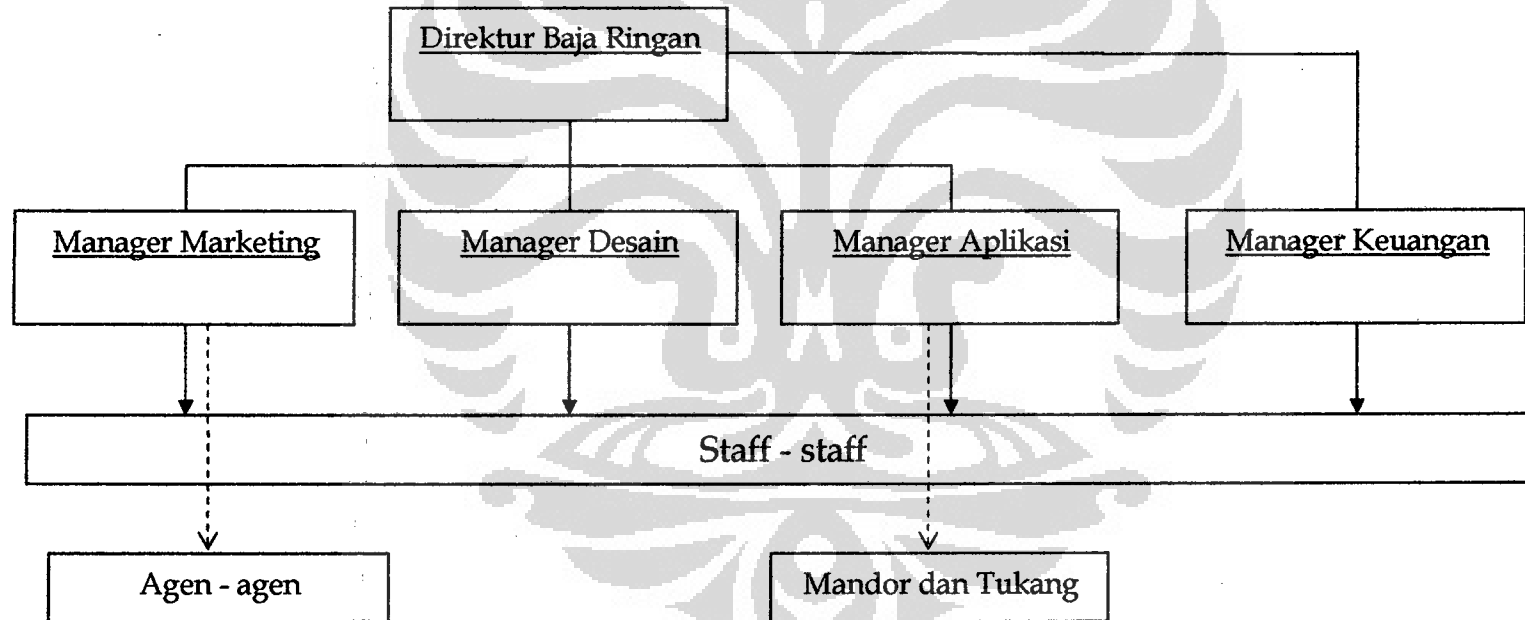 Direktur Baja Ringan
Manager Marketing
Manager Desain
Manager Aplikasi
Manager Keuangan
Staff - staff
Agen - agen
Mandor dan Tukang